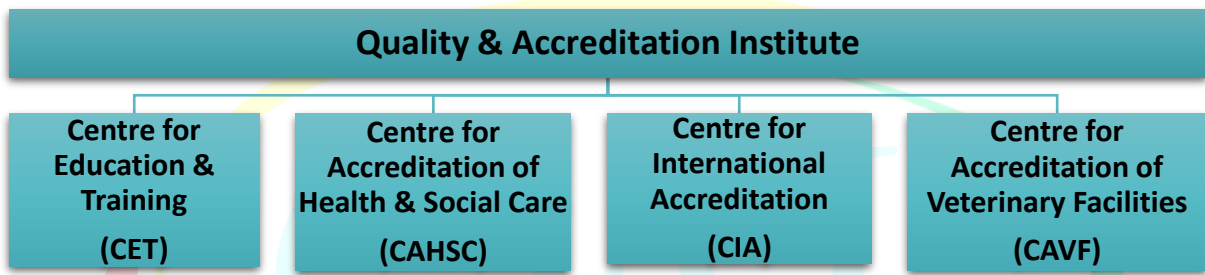 Quality & Accreditation Institute
Centre for
Education &
Training
(CET)
Centre for
Accreditation of
Health & Social Care
(CAHSC)
Centre for
International
Accreditation
(CIA)
Centre for
Accreditation of
Veterinary Facilities
(CAVF)